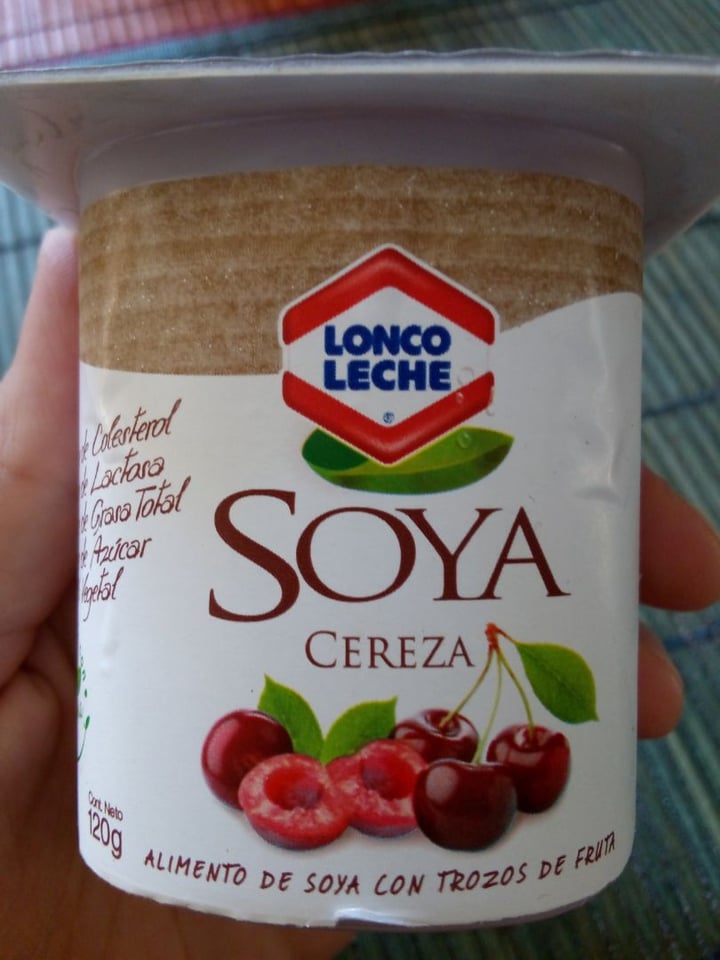 LONCO
LECHE
®
de Colesterol
de Lactosa
de Grasa Total
de Azúcar
Vegetal
SOYA
CEREZA
Cont. Neto
120g
ALIMENTO DE SOYA CON TROZOS DE FRUTA